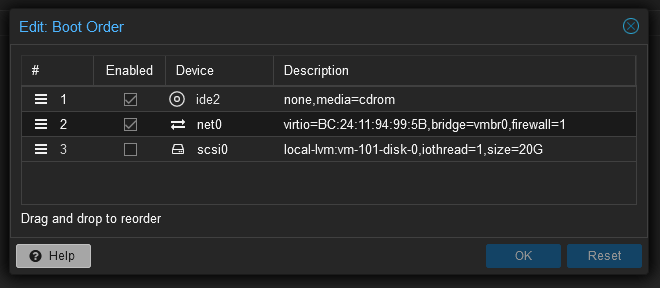 Edit: Boot Order
# Enabled Device Description
1 ide2 none,media=cdrom
2 net0 virtio=BC:24:11:94:99:5B,bridge=vmbr0,firewall=1
3 scsi0 local-lvm:vm-101-disk-0,iothread=1,size=20G
Drag and drop to reorder
? Help OK Reset